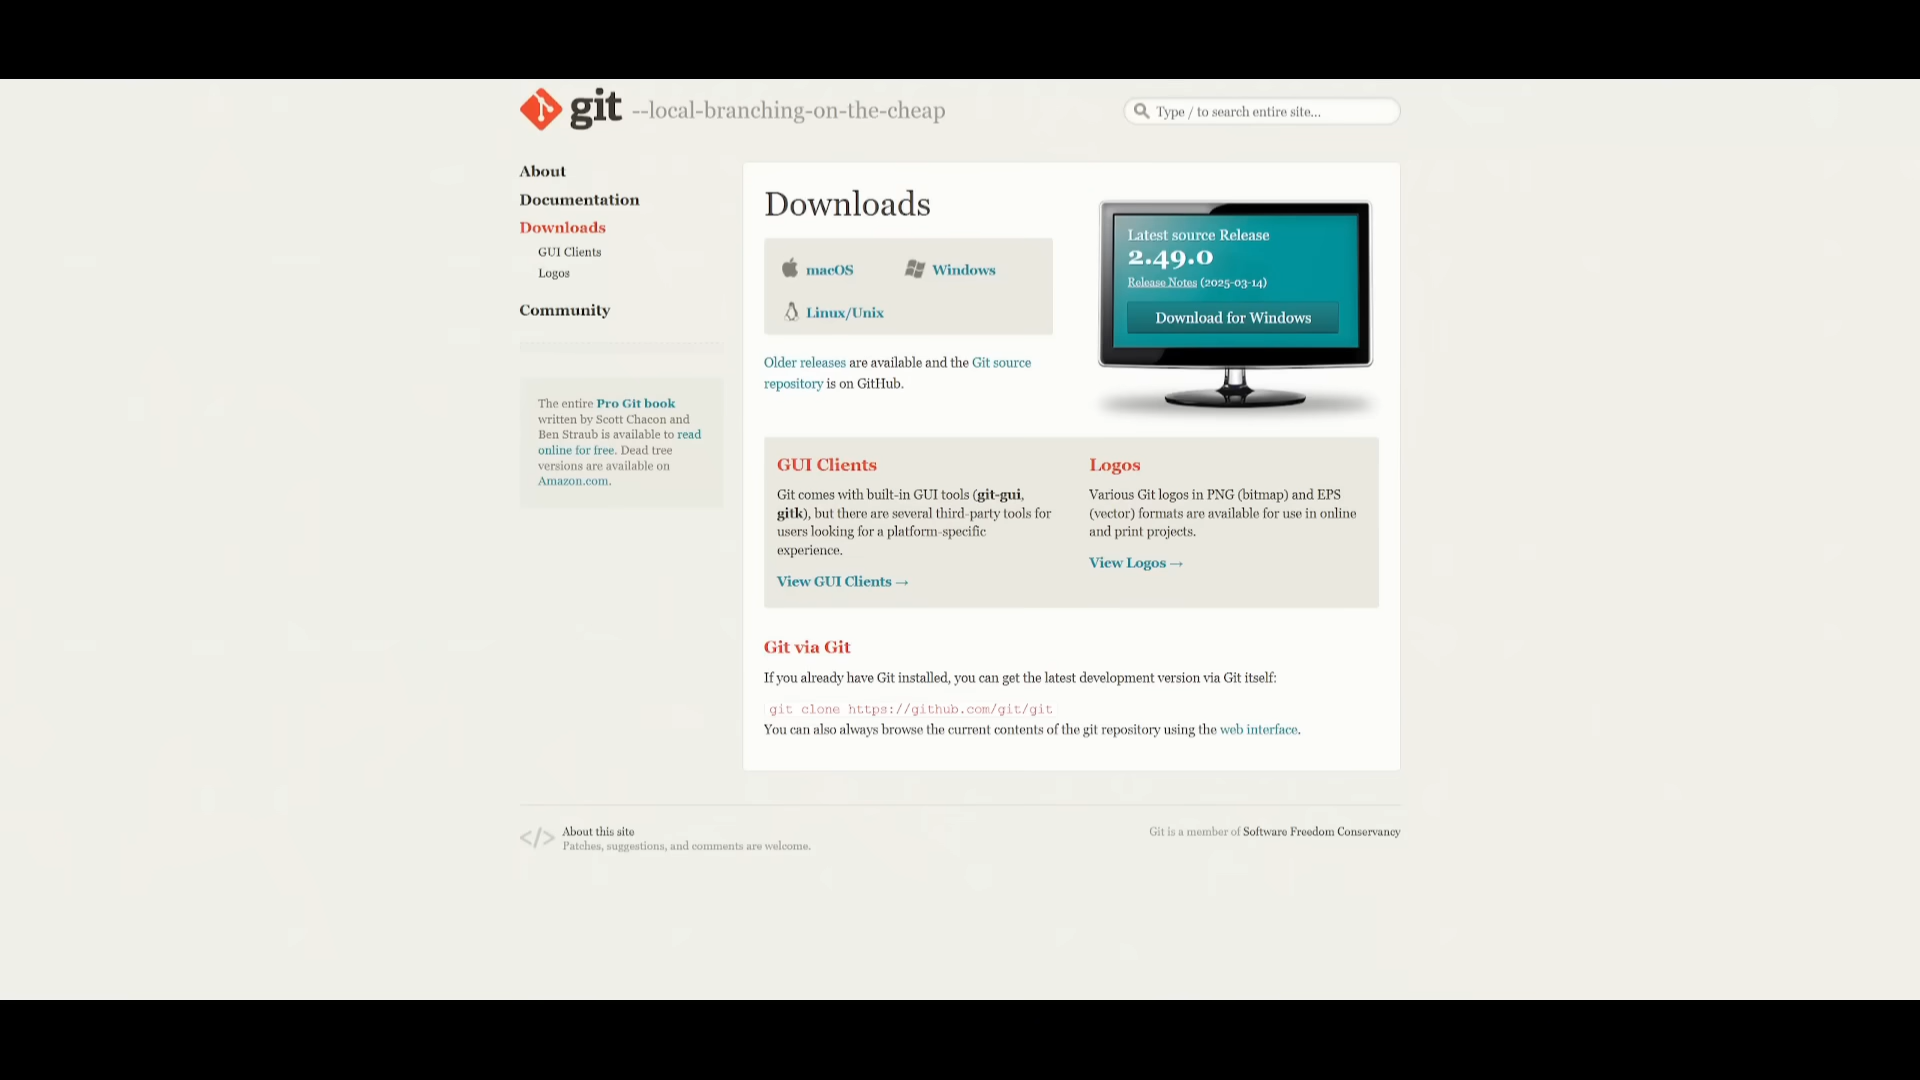 git --local-branching-on-the-cheap
Type / to search entire site...
About
Documentation
Downloads
GUI Clients
Logos
Community
The entire Pro Git book
written by Scott Chacon and
Ben Straub is available to read
online for free. Dead tree
versions are available on
Amazon.com.
Downloads
macOS
Windows
Linux/Unix
Older releases are available and the Git source
repository is on GitHub.
Latest source Release
2.49.0
Release Notes (2025-03-14)
Download for Windows
GUI Clients
Git comes with built-in GUI tools (git-gui,
gitk), but there are several third-party tools for
users looking for a platform-specific
experience.
View GUI Clients →
Logos
Various Git logos in PNG (bitmap) and EPS
(vector) formats are available for use in online
and print projects.
View Logos →
Git via Git
If you already have Git installed, you can get the latest development version via Git itself:
git clone https://github.com/git/git
You can also always browse the current contents of the git repository using the web interface.
</> About this site
Patches, suggestions, and comments are welcome.
Git is a member of Software Freedom Conservancy